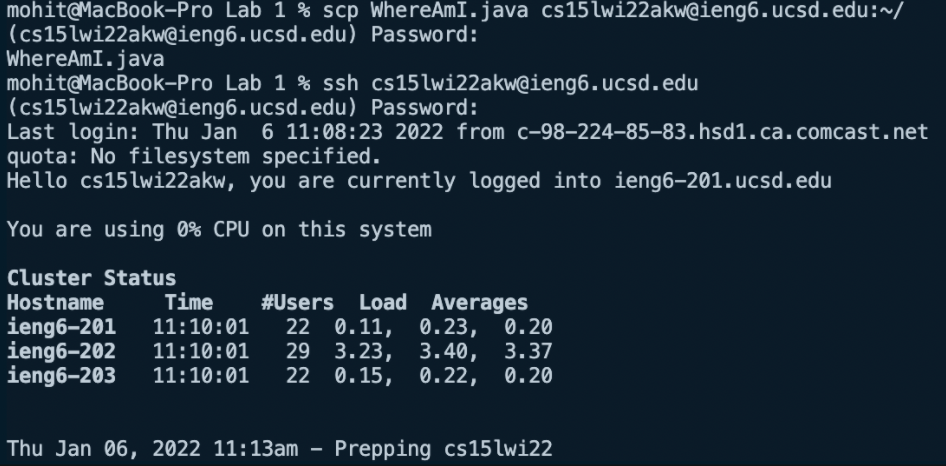 mohit@MacBook-Pro Lab 1 % scp WhereAmI.java cs15lwi22akw@ieng6.ucsd.edu:~/
(cs15lwi22akw@ieng6.ucsd.edu) Password:
WhereAmI.java
mohit@MacBook-Pro Lab 1 % ssh cs15lwi22akw@ieng6.ucsd.edu
(cs15lwi22akw@ieng6.ucsd.edu) Password:
Last login: Thu Jan  6 11:08:23 2022 from c-98-224-85-83.hsd1.ca.comcast.net
quota: No filesystem specified.
Hello cs15lwi22akw, you are currently logged into ieng6-201.ucsd.edu
You are using 0% CPU on this system
Cluster Status
Hostname     Time    #Users  Load  Averages
ieng6-201   11:10:01   22  0.11,  0.23,  0.20
ieng6-202   11:10:01   29  3.23,  3.40,  3.37
ieng6-203   11:10:01   22  0.15,  0.22,  0.20
Thu Jan 06, 2022 11:13am - Prepping cs15lwi22